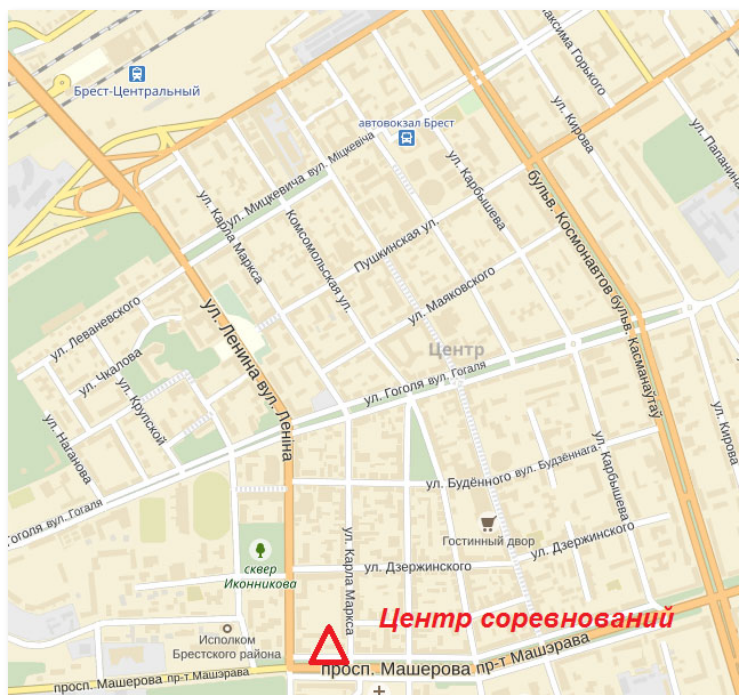 Максима Горького
Брест-Центральный
ул. Кирова
автовокзал Брест
ул. Папанина
ул. Мицкевича вул. Міцкевіча
ул. Карбышева
бульв. Космонавтов бульв. Касманаўтаў
ул. Карла Маркса
Комсомольская ул.
Пушкинская ул.
ул. Леваневского
ул. Ленина вул. Леніна
ул. Маяковского
ул. Чкалова
Центр
ул. Крупской
ул. Гоголя вул. Гогаля
ул. Наганова
ул. Кирова
ул. Карбышева
ул. Будённого вул. Будзённага
Гоголя вул. Гогаля
Гостинный двор
ул. Карла Маркса
ул. Дзержинского
ул. Дзержинского
сквер
Иконникова
Центр соревнований
Исполком
Брестского района
просп. Машерова пр-т Машэрава
просп. Машерова пр-т Машэрава